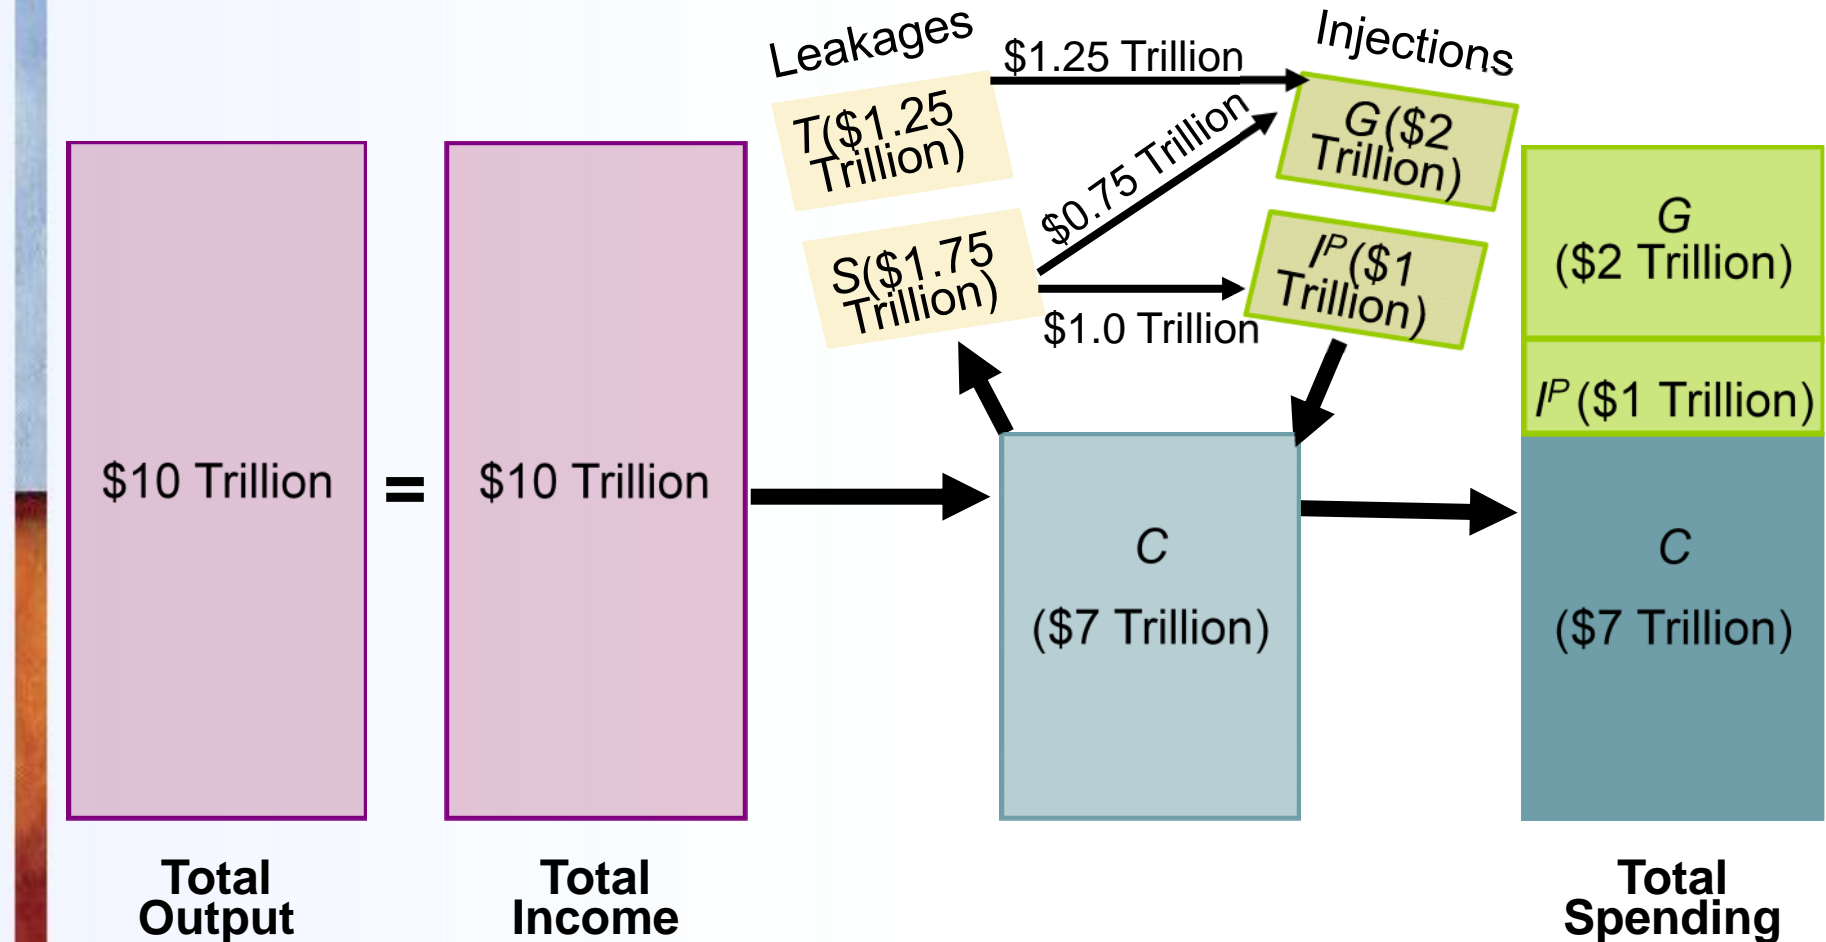 Leakages
$1.25 Trillion
Injections
T($1.25
Trillion)
$0.75 Trillion
G($2
Trillion)
S($1.75
Trillion)
$1.0 Trillion
Iᴾ($1
Trillion)
$10 Trillion
=
$10 Trillion
C
($7 Trillion)
G
($2 Trillion)
Iᴾ($1 Trillion)
C
($7 Trillion)
Total
Output
Total
Income
Total
Spending